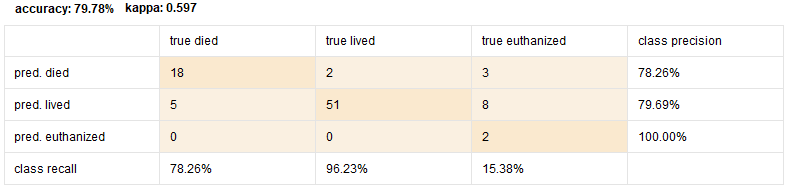 accuracy: 79.78% kappa: 0.597
true died true lived true euthanized class precision
pred. died 18 2 3 78.26%
pred. lived 5 51 8 79.69%
pred. euthanized 0 0 2 100.00%
class recall 78.26% 96.23% 15.38%